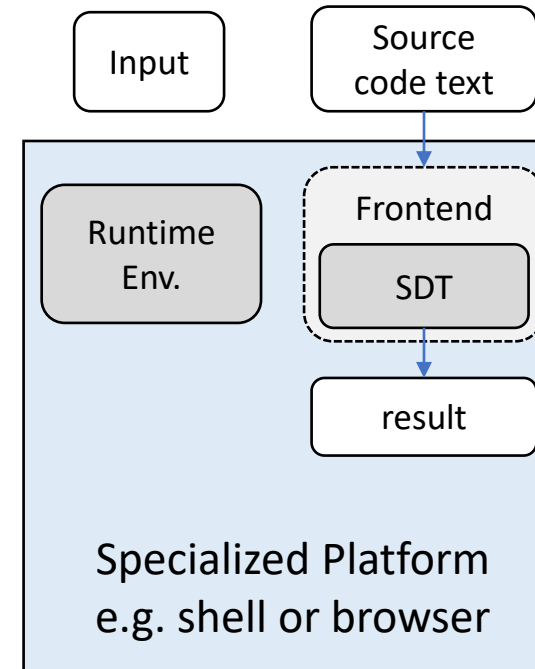 Input
Source
code text
Runtime
Env.
Frontend
SDT
result
Specialized Platform
e.g. shell or browser